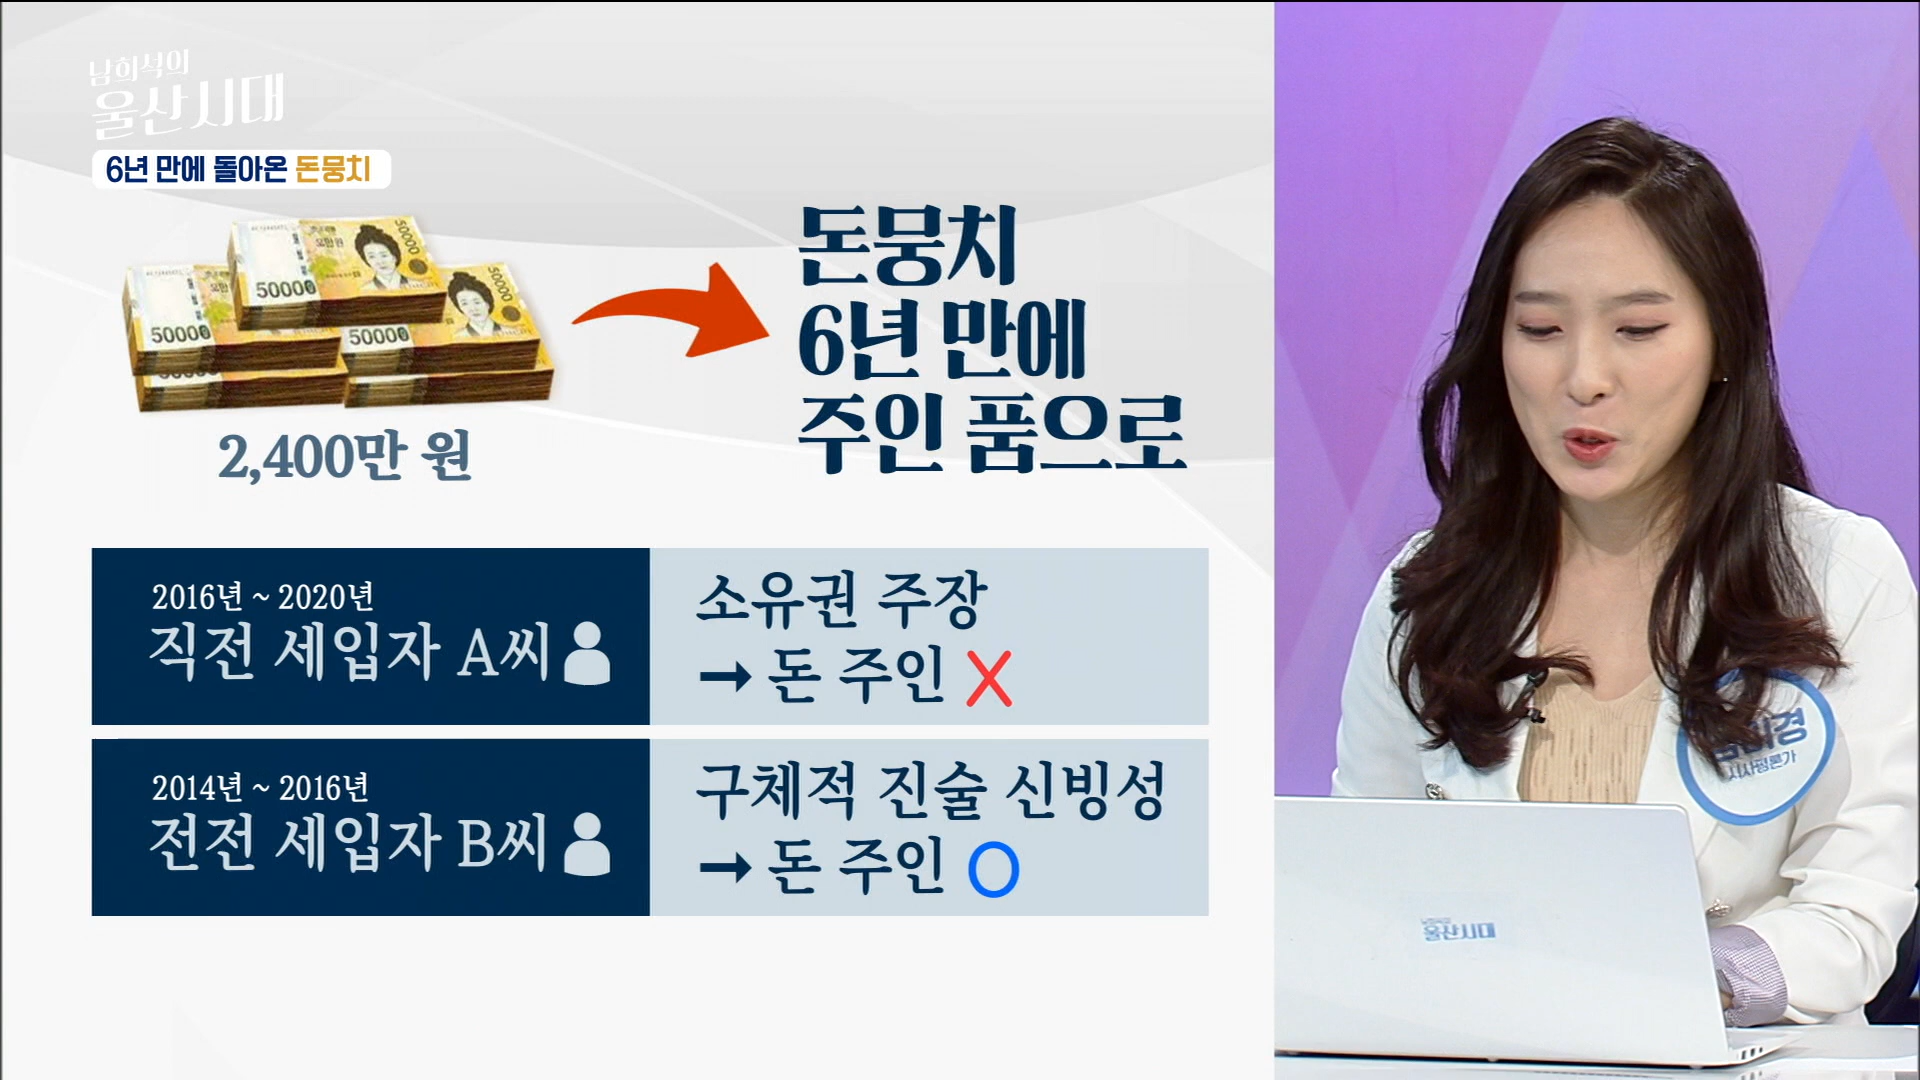 남희석의
울산시대
6년 만에 돌아온 돈뭉치
50000
50000
50000
50000
50000
오만원
2,400만 원
돈뭉치
6년 만에
주인 품으로
2016년 ~ 2020년
직전 세입자 A씨
소유권 주장
→ 돈 주인 X
2014년 ~ 2016년
전전 세입자 B씨
구체적 진술 신빙성
→ 돈 주인 O
시사평론가
울산시대